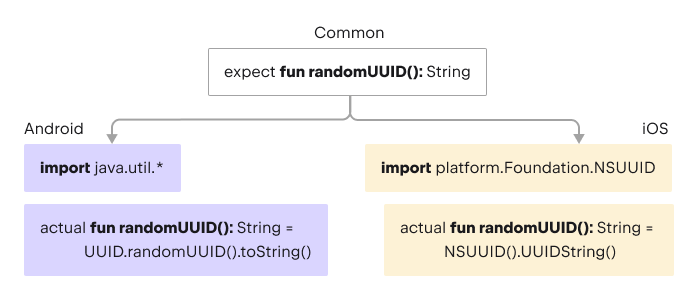 Common
expect fun randomUUID(): String
Android
iOS
import java.util.*
import platform.Foundation.NSUUID
actual fun randomUUID(): String =
UUID.randomUUID().toString()
actual fun randomUUID(): String =
NSUUID().UUIDString()